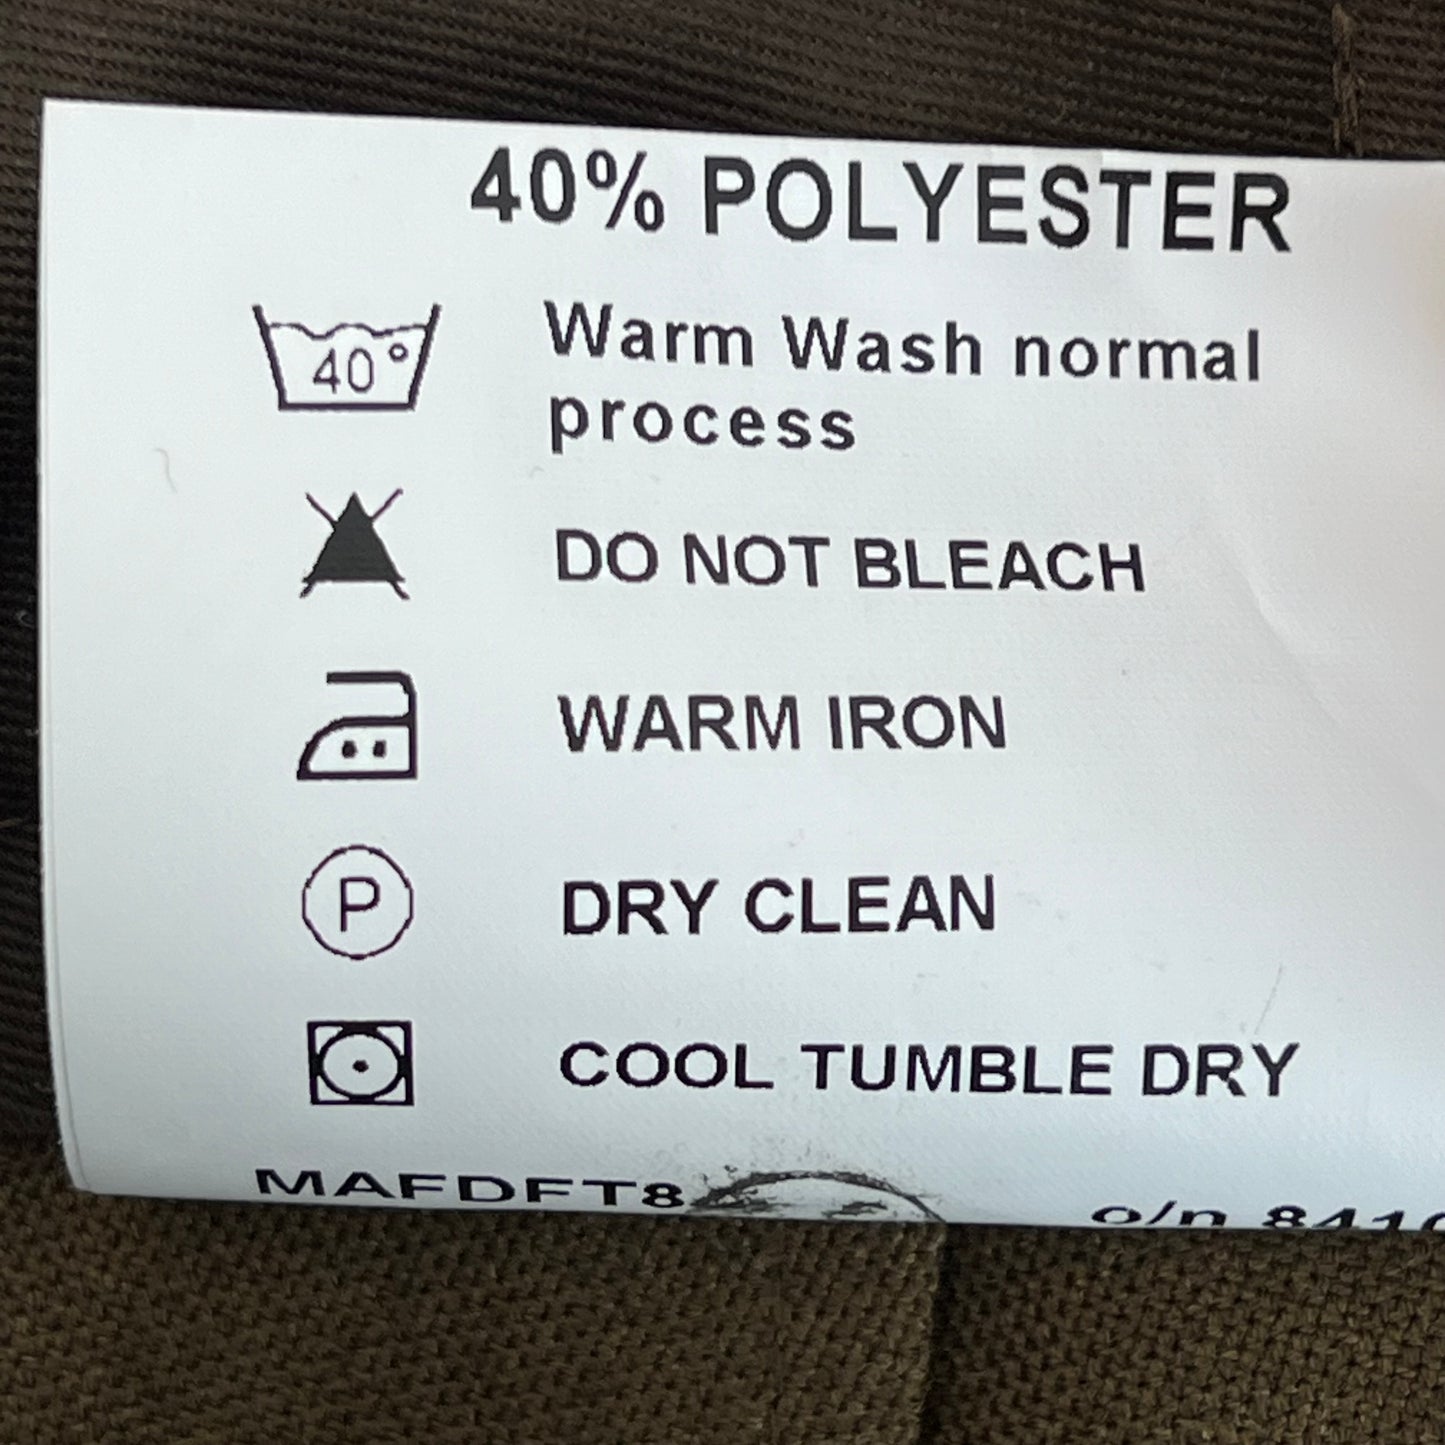 40% POLYESTER
40°
Warm Wash normal
process
DO NOT BLEACH
WARM IRON
P
DRY CLEAN
COOL TUMBLE DRY
MAFDFT8
o/n